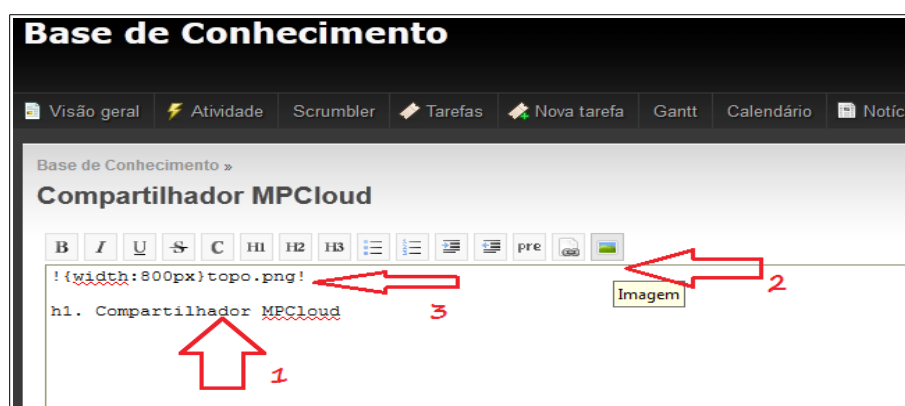 Base de Conhecimento
Visão geral Atividade Scrumbler Tarefas Nova tarefa Gantt Calendário Notíc
Base de Conhecimento »
Compartilhador MPCloud
B I U S C H1 H2 H3 pre
!{width:800px}topo.png!
Imagem
2
h1. Compartilhador MPCloud
3
1